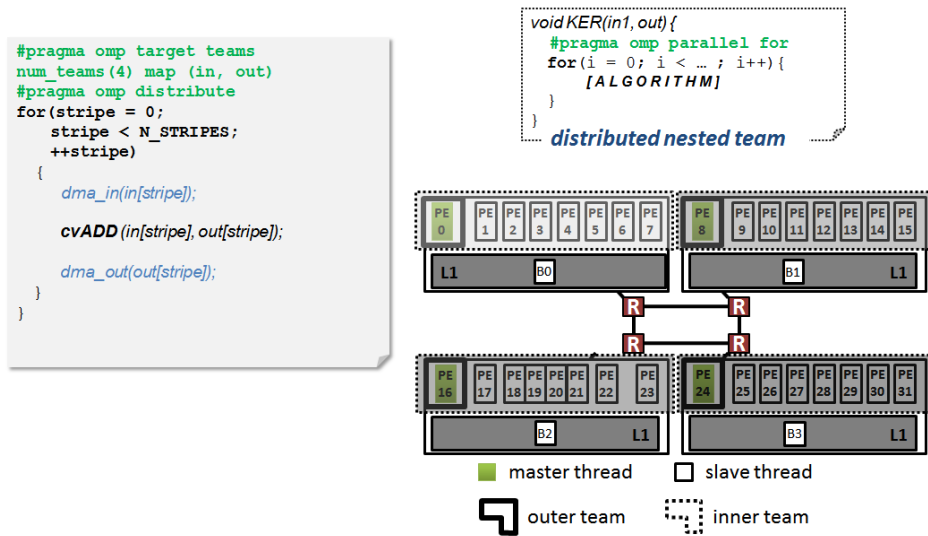 #pragma omp target teams
num_teams(4) map (in, out)
#pragma omp distribute
for(stripe = 0;
stripe < N_STRIPES;
++stripe)
{
dma_in(in[stripe]);
cvADD (in[stripe], out[stripe]);
dma_out(out[stripe]);
}
}
void KER(in1, out) {
#pragma omp parallel for
for(i = 0; i < … ; i++){
[ALGORITHM]
}
}
distributed nested team
PE 0
PE 1
PE 2
PE 3
PE 4
PE 5
PE 6
PE 7
L1
B0
PE 8
PE 9
PE 10
PE 11
PE 12
PE 13
PE 14
PE 15
B1
L1
R
R
R
R
PE 16
PE 17
PE 18
PE 19
PE 20
PE 21
PE 22
PE 23
B2
L1
PE 24
PE 25
PE 26
PE 27
PE 28
PE 29
PE 30
PE 31
B3
L1
master thread
slave thread
outer team
inner team